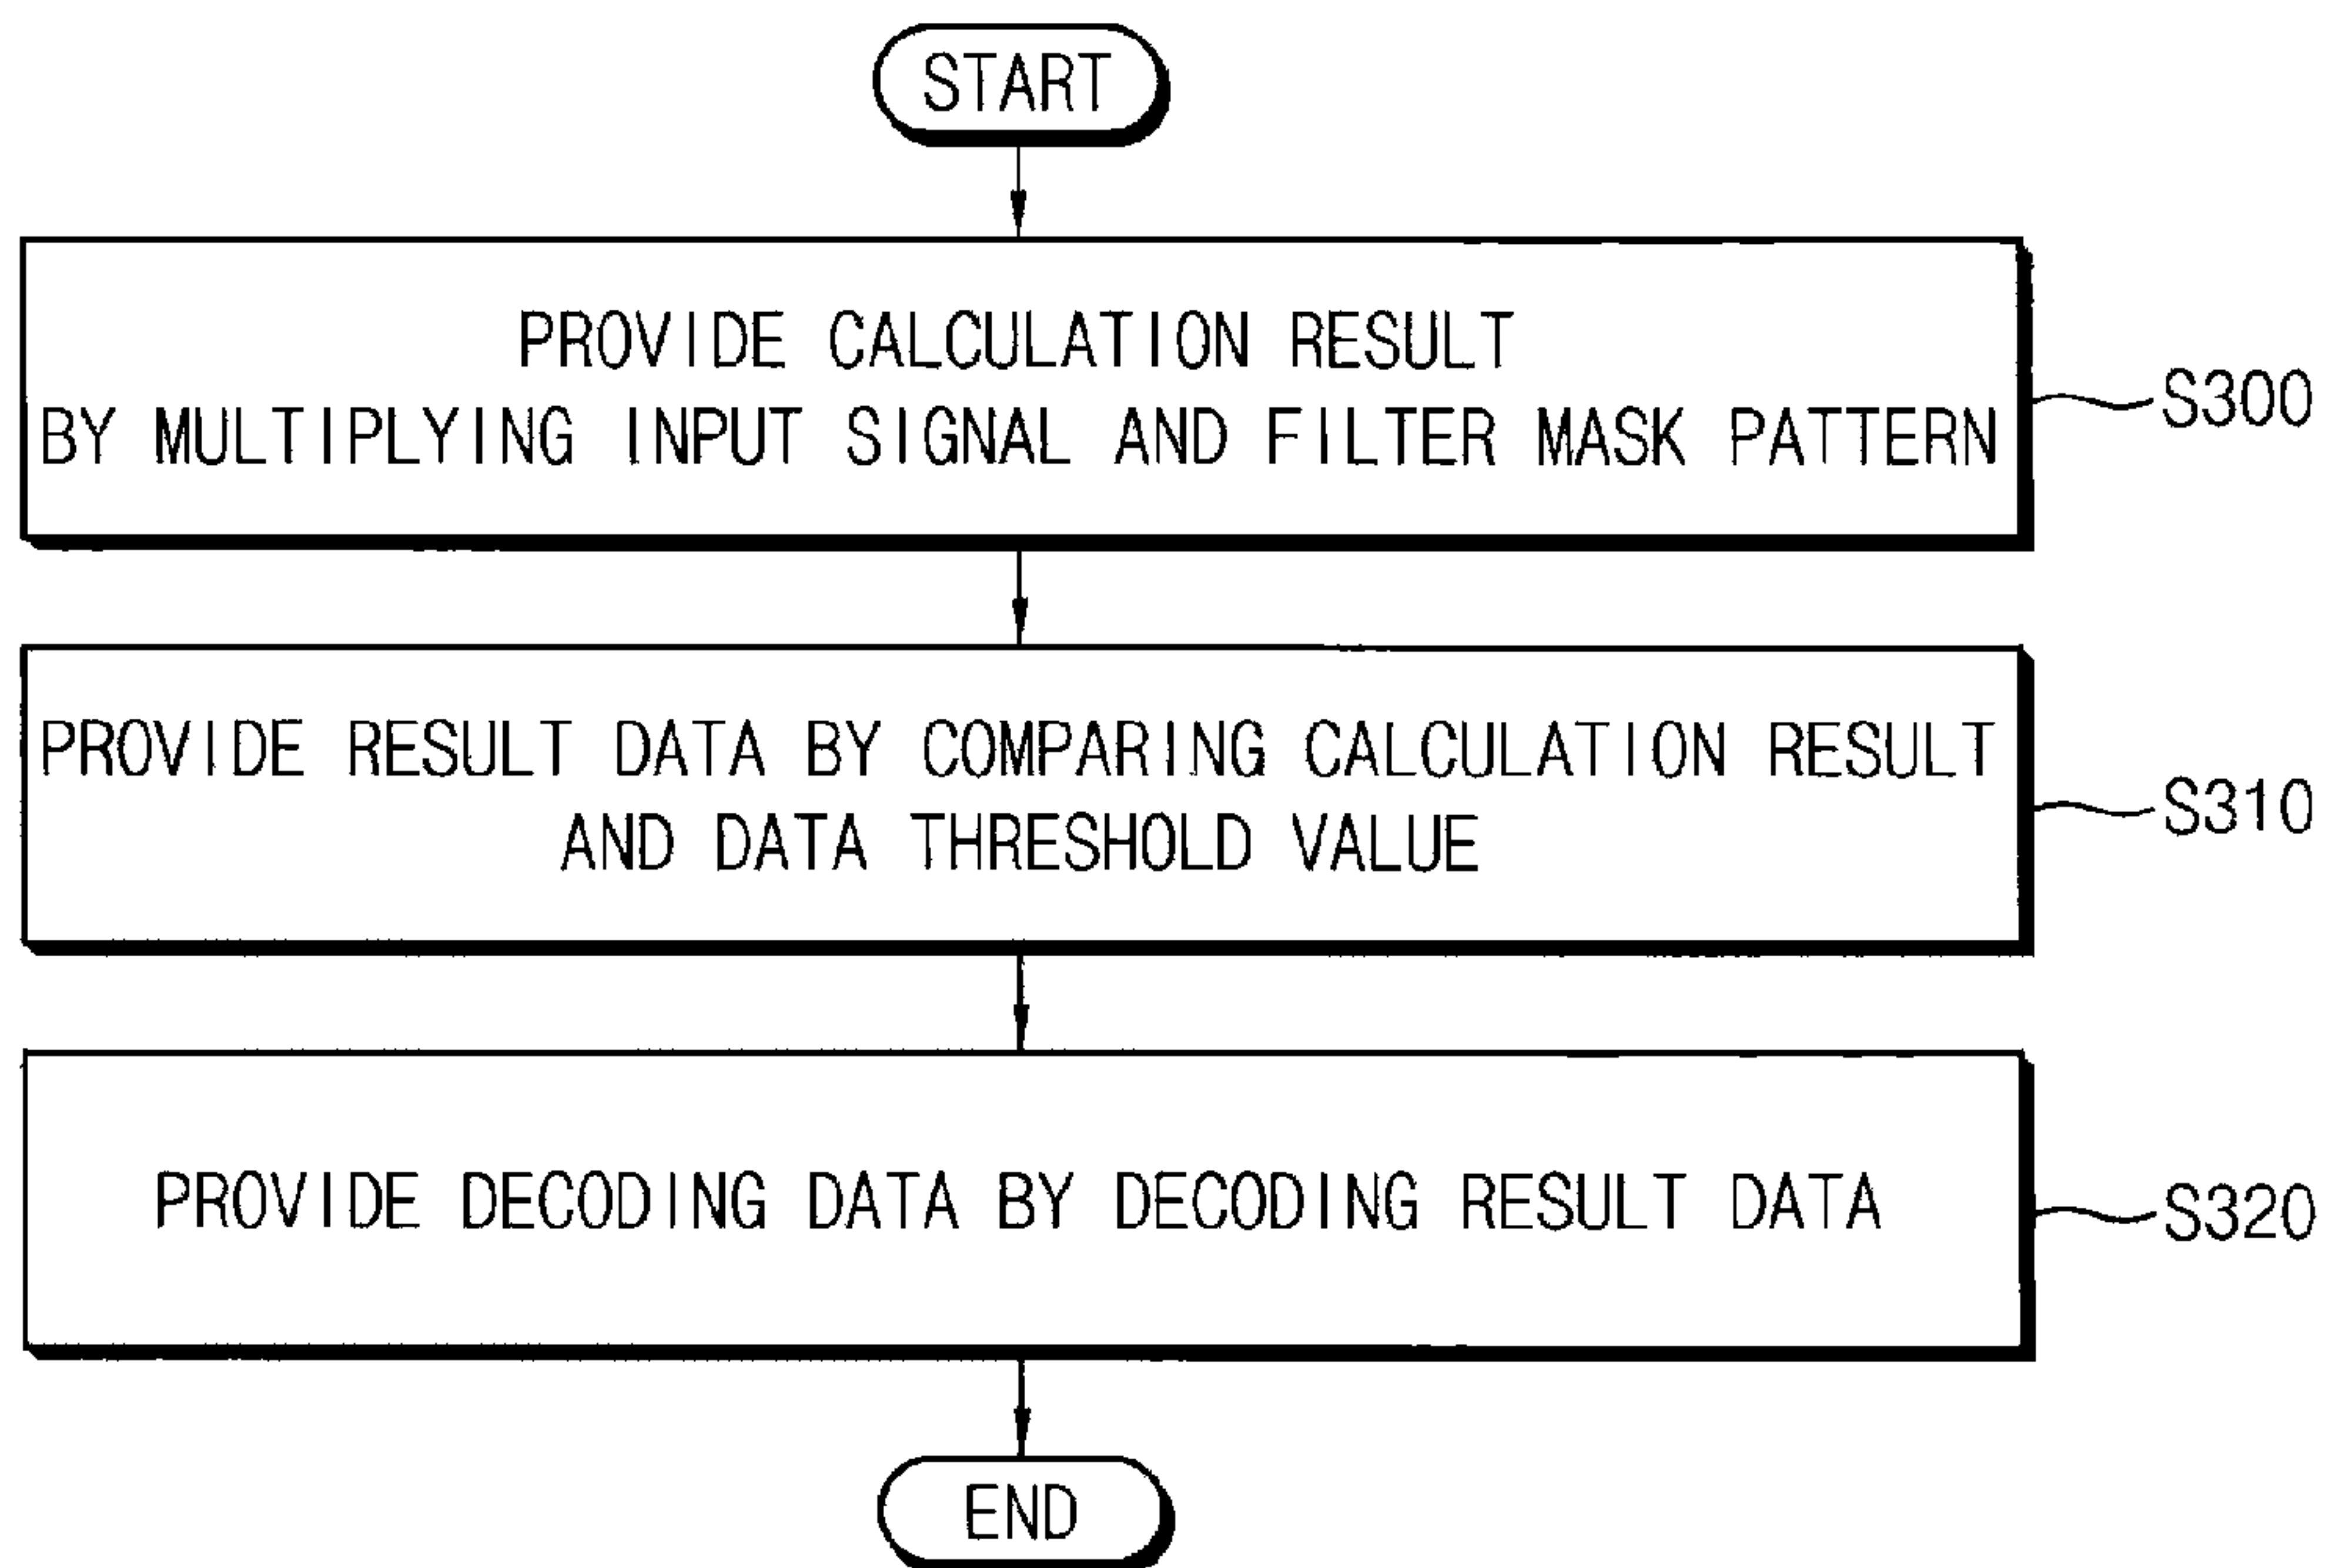 START
PROVIDE CALCULATION RESULT
BY MULTIPLYING INPUT SIGNAL AND FILTER MASK PATTERN
S300
PROVIDE RESULT DATA BY COMPARING CALCULATION RESULT
AND DATA THRESHOLD VALUE
S310
PROVIDE DECODING DATA BY DECODING RESULT DATA
S320
END